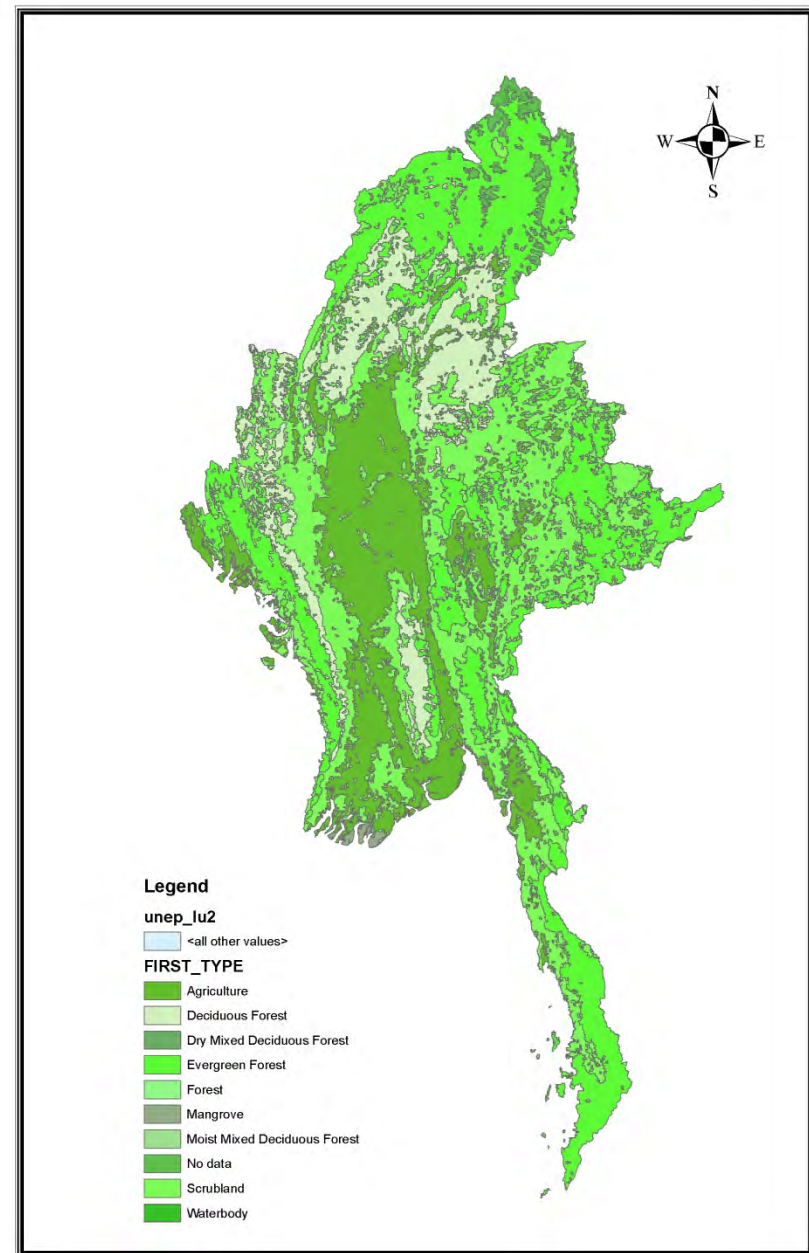 N
W E
S
Legend
unep_lu2
<all other values>
FIRST_TYPE
Agriculture
Deciduous Forest
Dry Mixed Deciduous Forest
Evergreen Forest
Forest
Mangrove
Moist Mixed Deciduous Forest
No data
Scrubland
Waterbody